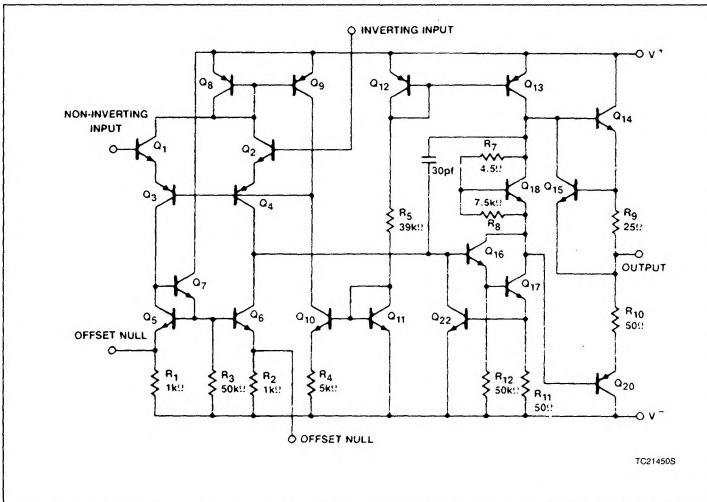 INVERTING INPUT
V+
Q8
Q9
Q12
Q13
Q14
NON-INVERTING
INPUT
Q1
Q2
R7
4.5Ω
30pf
Q18
Q15
Q3
Q4
7.5kΩ
R8
R9
25Ω
R5
39kΩ
Q16
OUTPUT
Q7
Q17
Q5
Q6
Q10
Q11
Q22
R10
50Ω
OFFSET NULL
R1
1kΩ
R3
50kΩ
R2
1kΩ
R4
5kΩ
R12
50kΩ
R11
50Ω
Q20
V−
OFFSET NULL
TC21450S